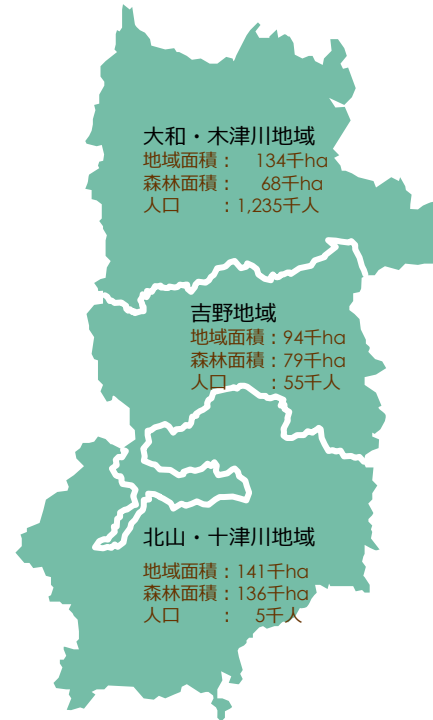 大和・木津川地域
地域面積： 134千ha
森林面積： 68千ha
人口 ：1,235千人
吉野地域
地域面積：94千ha
森林面積：79千ha
人口 ：55千人
北山・十津川地域
地域面積：141千ha
森林面積：136千ha
人口 ： 5千人